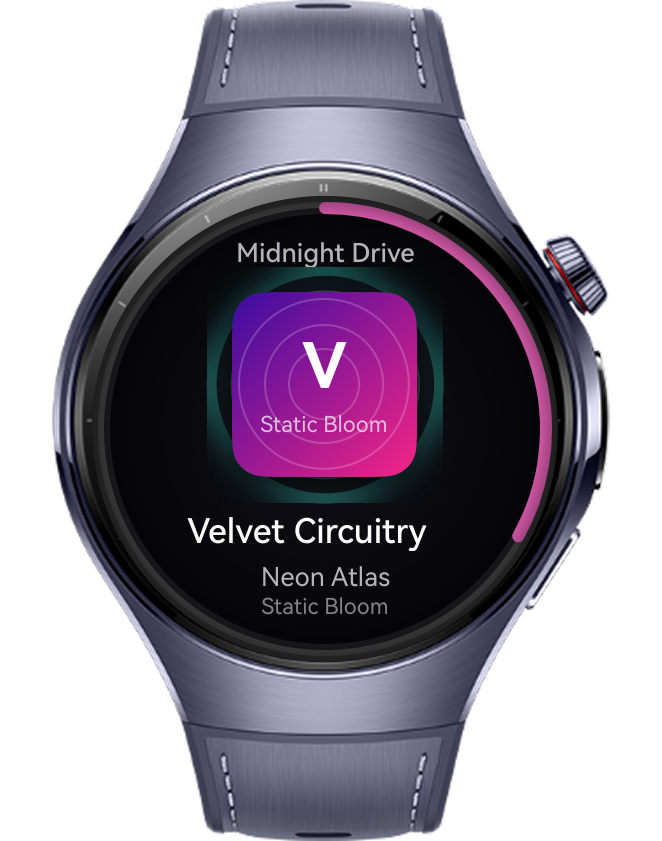 Midnight Drive
V
Static Bloom
Velvet Circuitry
Neon Atlas
Static Bloom